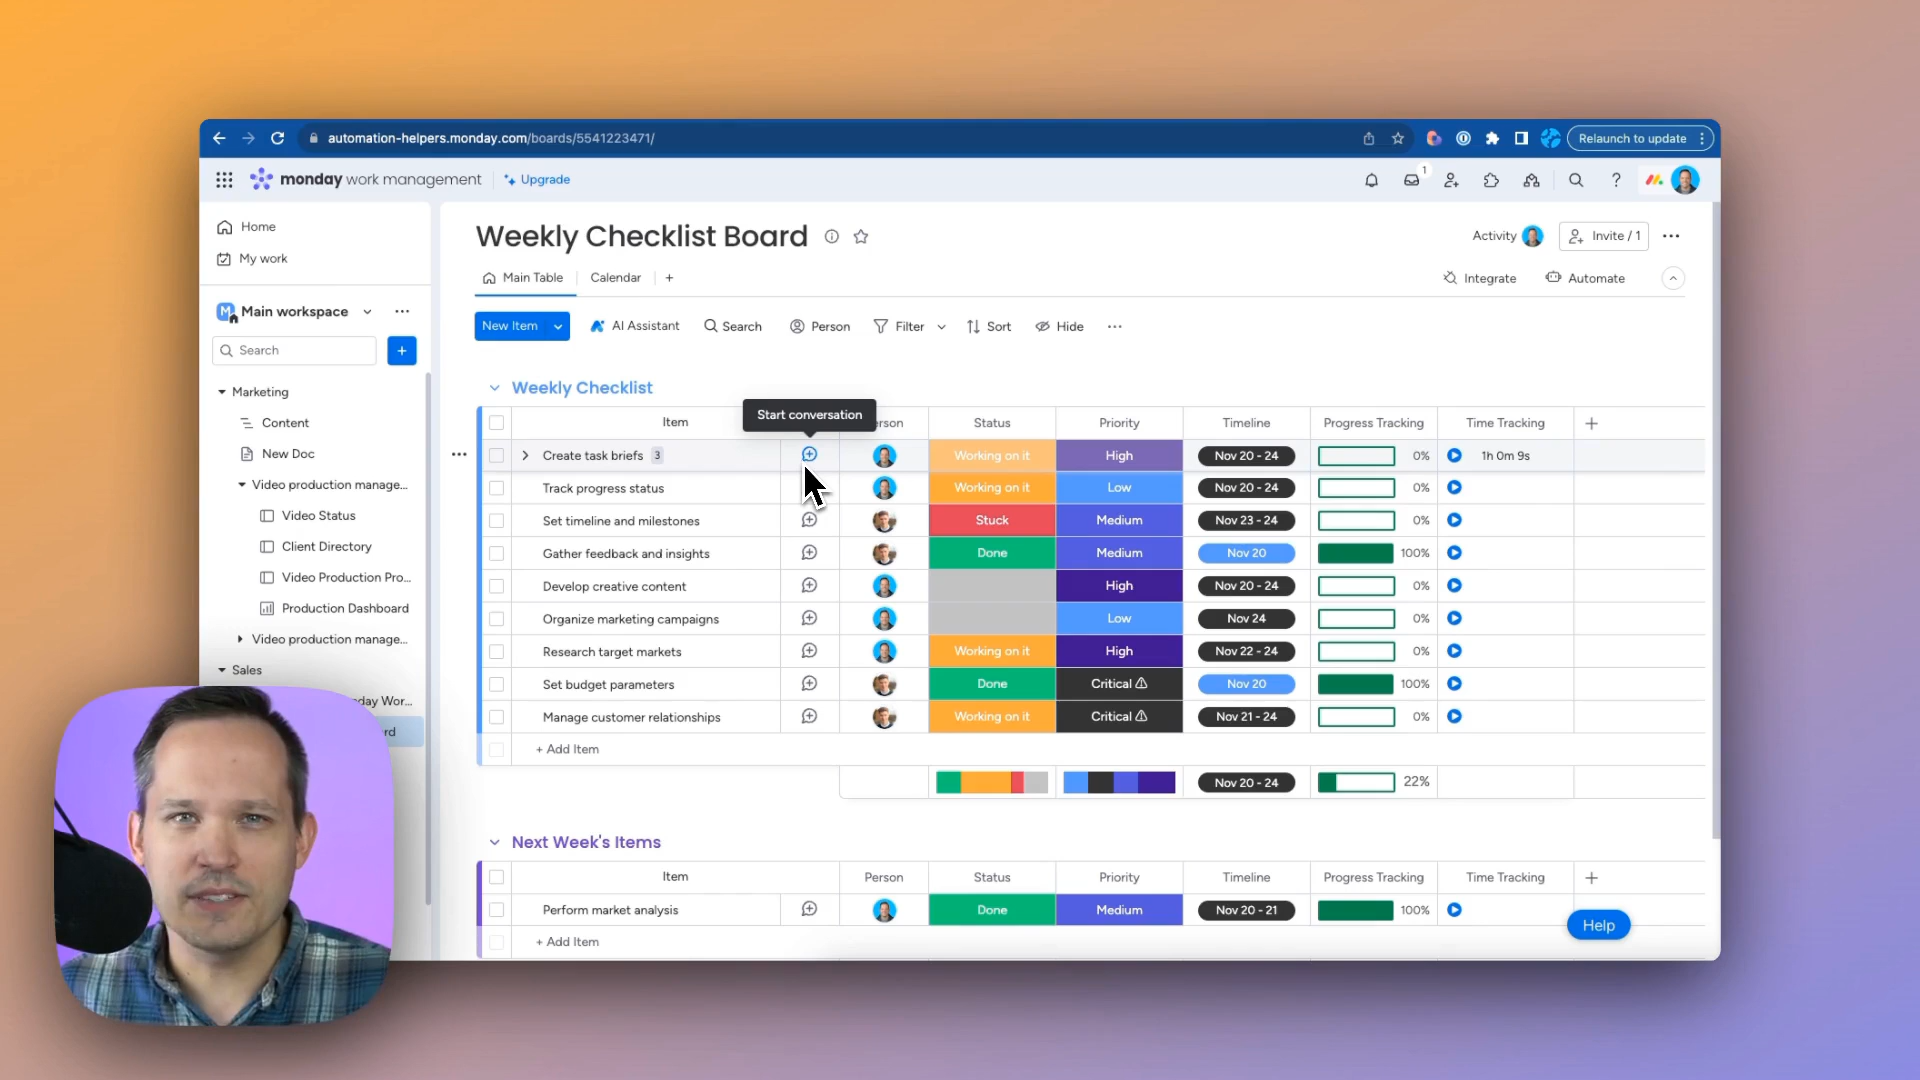 automation-helpers.monday.com/boards/5541223471/
Relaunch to update
monday work management
Upgrade
1
Home
My work
M
Main workspace
Search
Marketing
Content
New Doc
Video production manage...
Video Status
Client Directory
Video Production Pro...
Production Dashboard
Video production manage...
Sales
day Wor...
rd
Weekly Checklist Board
Activity
Invite / 1
Main Table
Calendar
+
Integrate
Automate
New Item
AI Assistant
Search
Person
Filter
Sort
Hide
Weekly Checklist
Start conversation
Item erson Status Priority Timeline Progress Tracking Time Tracking
Create task briefs 3 Working on it High Nov 20 - 24 0% 1h 0m 9s
Track progress status Working on it Low Nov 20 - 24 0%
Set timeline and milestones Stuck Medium Nov 23 - 24 0%
Gather feedback and insights Done Medium Nov 20 100%
Develop creative content High Nov 20 - 24 0%
Organize marketing campaigns Low Nov 24 0%
Research target markets Working on it High Nov 22 - 24 0%
Set budget parameters Done Critical Nov 20 100%
Manage customer relationships Working on it Critical Nov 21 - 24 0%
+ Add Item
Nov 20 - 24 22%
Next Week's Items
Item Person Status Priority Timeline Progress Tracking Time Tracking
Perform market analysis Done Medium Nov 20 - 21 100%
+ Add Item
Help